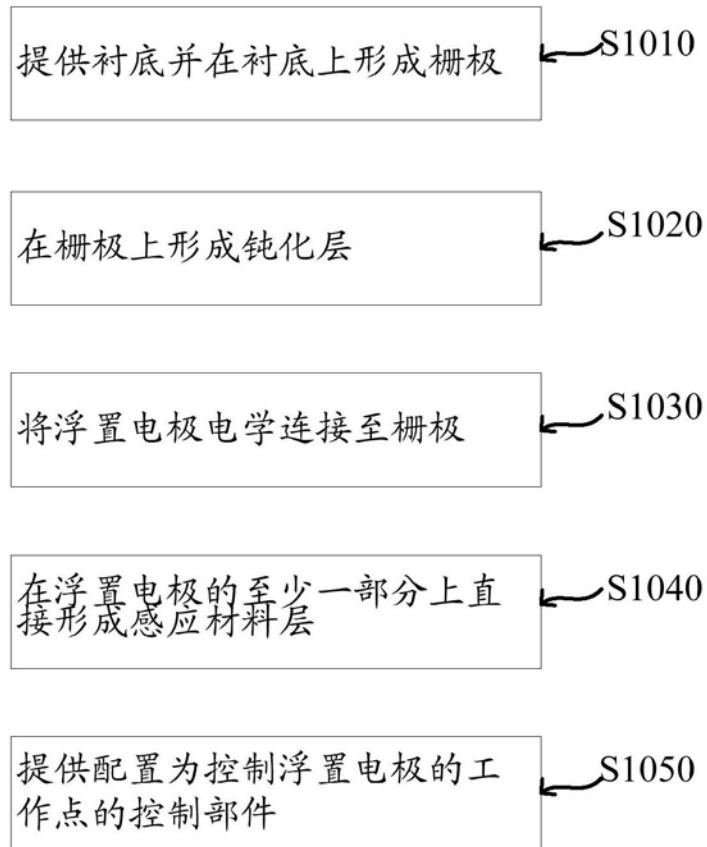 提供衬底并在衬底上形成栅极
S1010
在栅极上形成钝化层
S1020
将浮置电极电学连接至栅极
S1030
在浮置电极的至少一部分上直
接形成感应材料层
S1040
提供配置为控制浮置电极的工
作点的控制部件
S1050